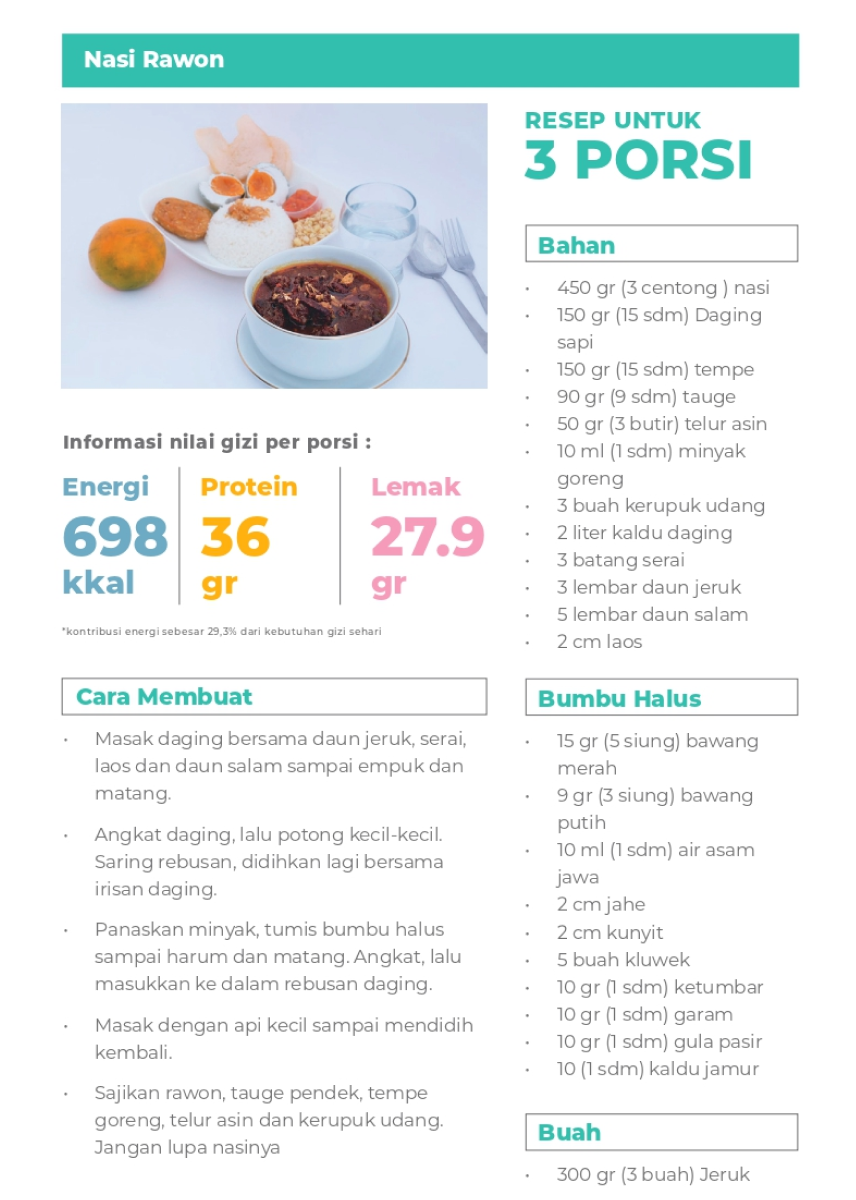 Nasi Rawon
RESEP UNTUK
3 PORSI
Informasi nilai gizi per porsi :
Energi
698
kkal
Protein
36
gr
Lemak
27.9
gr
*kontribusi energi sebesar 29,3% dari kebutuhan gizi sehari
Cara Membuat
• Masak daging bersama daun jeruk, serai,
laos dan daun salam sampai empuk dan
matang.
• Angkat daging, lalu potong kecil-kecil.
Saring rebusan, didihkan lagi bersama
irisan daging.
• Panaskan minyak, tumis bumbu halus
sampai harum dan matang. Angkat, lalu
masukkan ke dalam rebusan daging.
• Masak dengan api kecil sampai mendidih
kembali.
• Sajikan rawon, tauge pendek, tempe
goreng, telur asin dan kerupuk udang.
Jangan lupa nasinya
Bahan
• 450 gr (3 centong ) nasi
• 150 gr (15 sdm) Daging
sapi
• 150 gr (15 sdm) tempe
• 90 gr (9 sdm) tauge
• 50 gr (3 butir) telur asin
• 10 ml (1 sdm) minyak
goreng
• 3 buah kerupuk udang
• 2 liter kaldu daging
• 3 batang serai
• 3 lembar daun jeruk
• 5 lembar daun salam
• 2 cm laos
Bumbu Halus
• 15 gr (5 siung) bawang
merah
• 9 gr (3 siung) bawang
putih
• 10 ml (1 sdm) air asam
jawa
• 2 cm jahe
• 2 cm kunyit
• 5 buah kluwek
• 10 gr (1 sdm) ketumbar
• 10 gr (1 sdm) garam
• 10 gr (1 sdm) gula pasir
• 10 (1 sdm) kaldu jamur
Buah
• 300 gr (3 buah) Jeruk